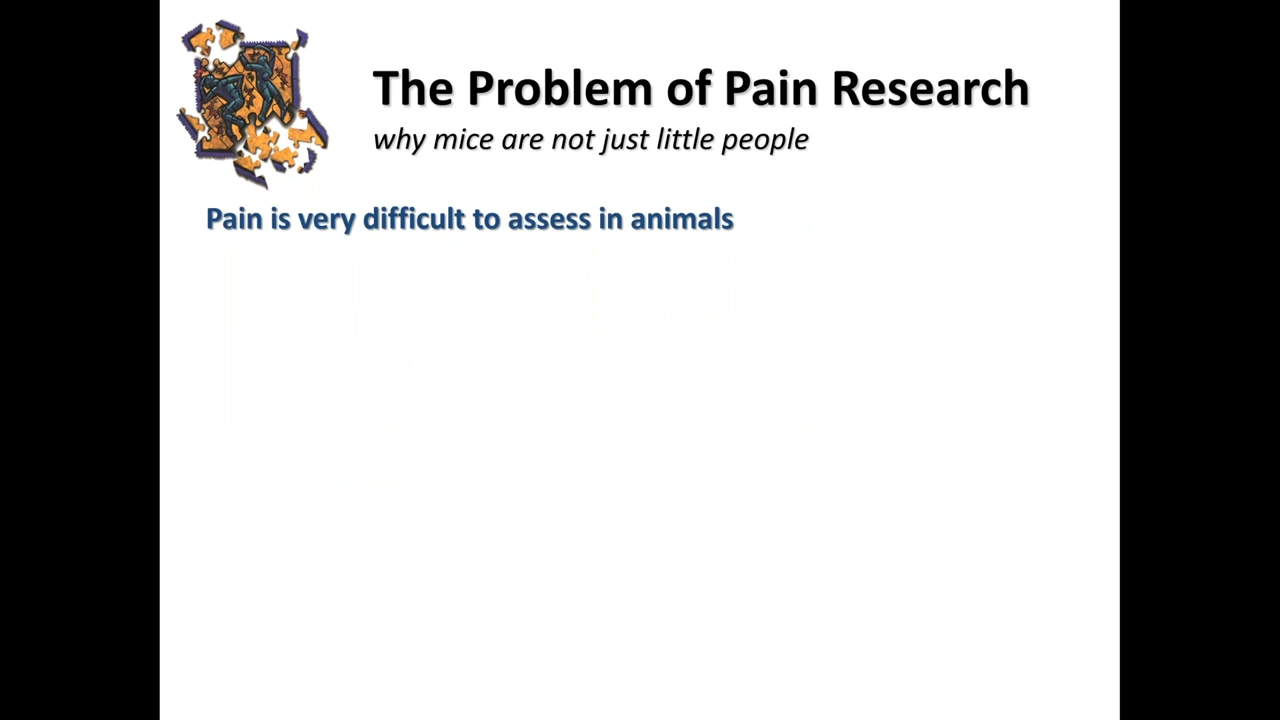 The Problem of Pain Research
why mice are not just little people
Pain is very difficult to assess in animals